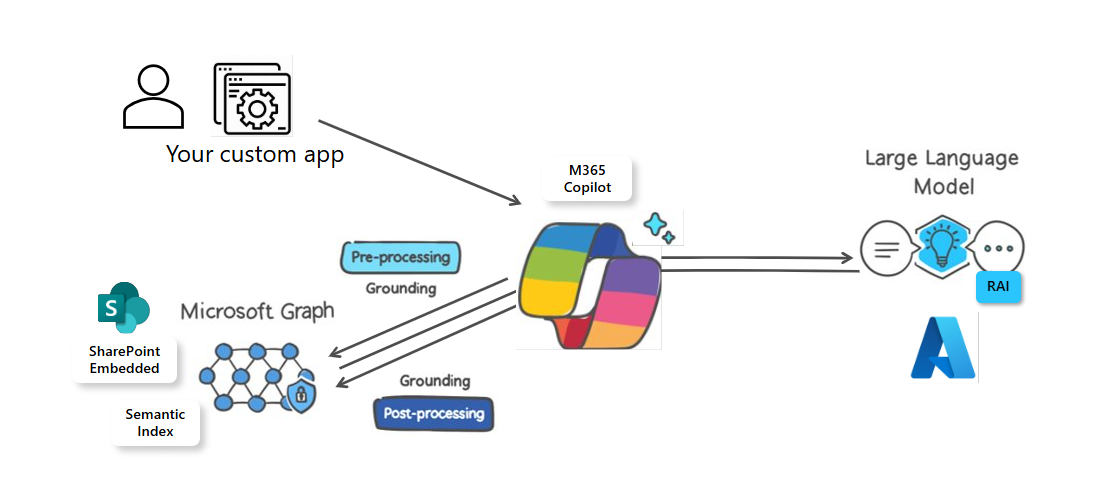 Your custom app
M365
Copilot
Large Language
Model
RAI
Pre-processing
Grounding
Microsoft Graph
S
SharePoint
Embedded
Semantic
Index
Grounding
Post-processing